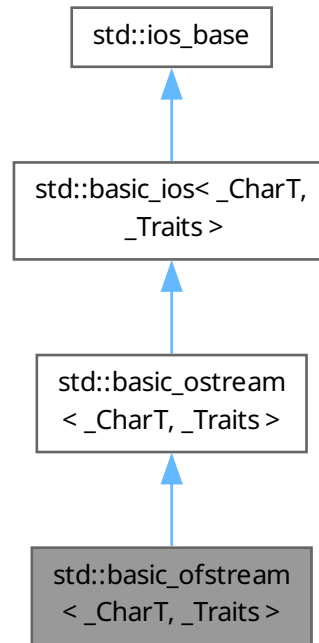 std::ios_base
std::basic_ios< _CharT,
_Traits >
std::basic_ostream
< _CharT, _Traits >
std::basic_ofstream
< _CharT, _Traits >